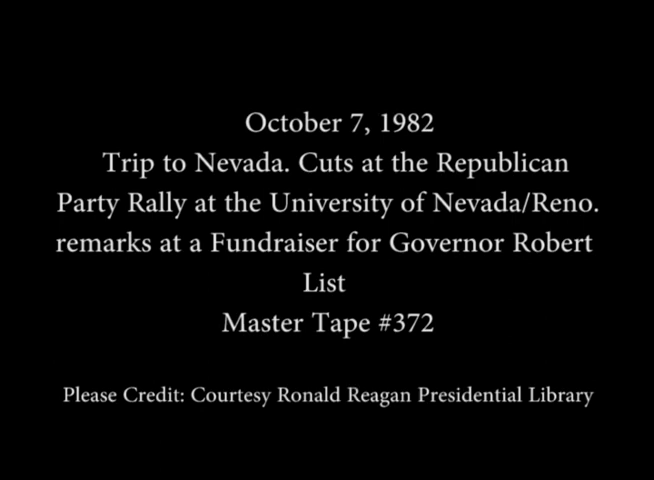 October 7, 1982
Trip to Nevada. Cuts at the Republican
Party Rally at the University of Nevada/Reno.
remarks at a Fundraiser for Governor Robert
List
Master Tape #372
Please Credit: Courtesy Ronald Reagan Presidential Library